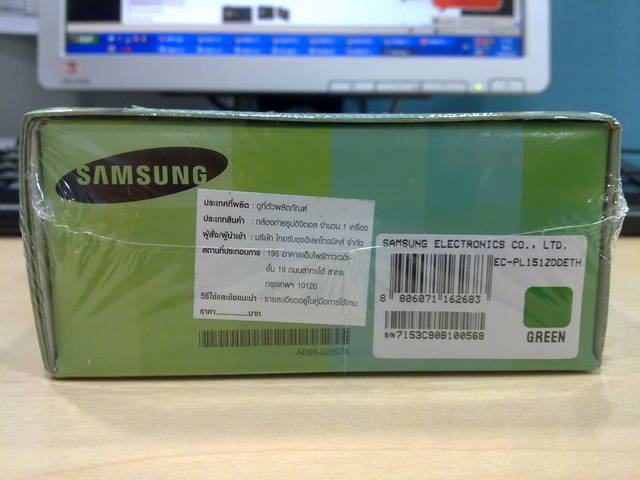 SAMSUNG
ประเทศที่ผลิต : ดูที่ตัวผลิตภัณฑ์
ประเภทสินค้า : กล้องถ่ายรูปดิจิตอล จำนวน 1 เครื่อง
ผู้สั่ง/ผู้นำเข้า : บริษัท ไทยซัมซุงอิเลคโทรนิคส์ จำกัด
สถานที่ประกอบการ : 195 อาคารเอ็มไพร์ทาวเวอร์
ชั้น 19 ถนนสาทรใต้ สาทร
กรุงเทพฯ 10120
วิธีใช้และข้อแนะนำ : รายละเอียดอยู่ในคู่มือการใช้งาน
ราคา..............บาท
AD69-02697A
SAMSUNG ELECTRONICS CO., LTD.
EC-PL151ZDDETH
8 806071 162683
S/N 7153C90B100568
GREEN